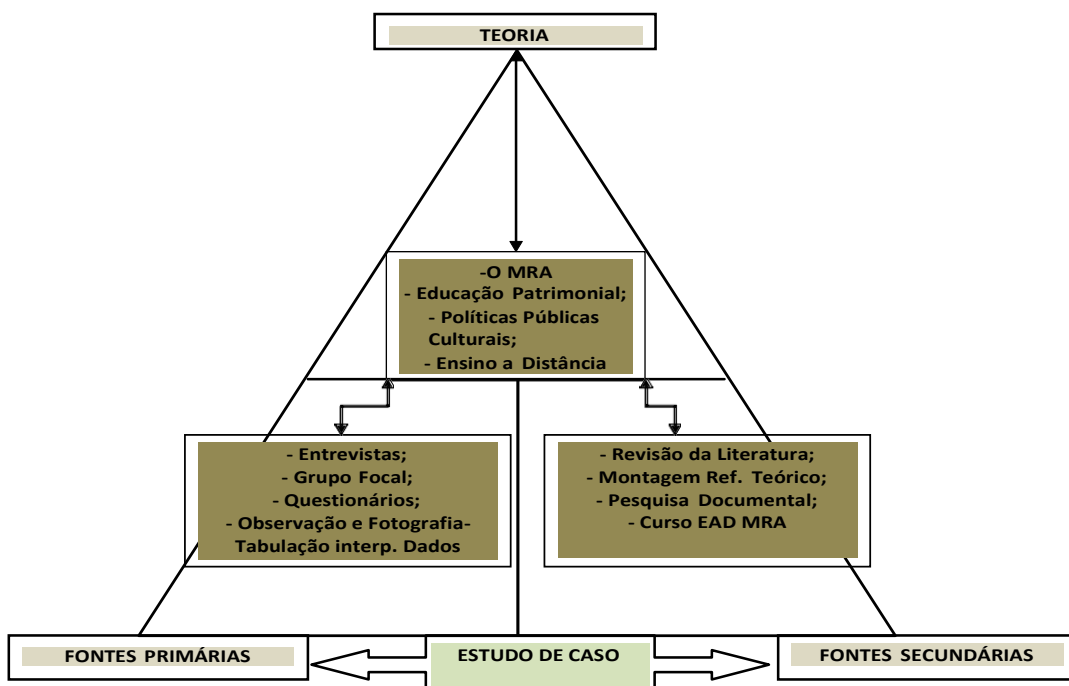 TEORIA
-O MRA
- Educação Patrimonial;
- Políticas Públicas
Culturais;
- Ensino a Distância
- Entrevistas;
- Grupo Focal;
- Questionários;
- Observação e Fotografia-
Tabulação interp. Dados
- Revisão da Literatura;
- Montagem Ref. Teórico;
- Pesquisa Documental;
- Curso EAD MRA
FONTES PRIMÁRIAS
ESTUDO DE CASO
FONTES SECUNDÁRIAS